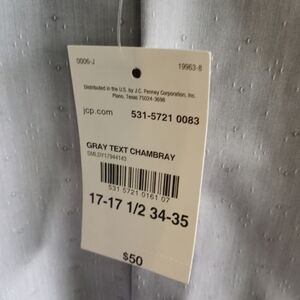 0006-J 19963-8
Distributed in the U.S. by J.C. Penney Corporation, Inc.
Plano, Texas 75024-3698
jcp.com 531-5721 0083
GRAY TEXT CHAMBRAY
SMLDY17944143
531 5721 0161 07
17-17 1/2 34-35
$50